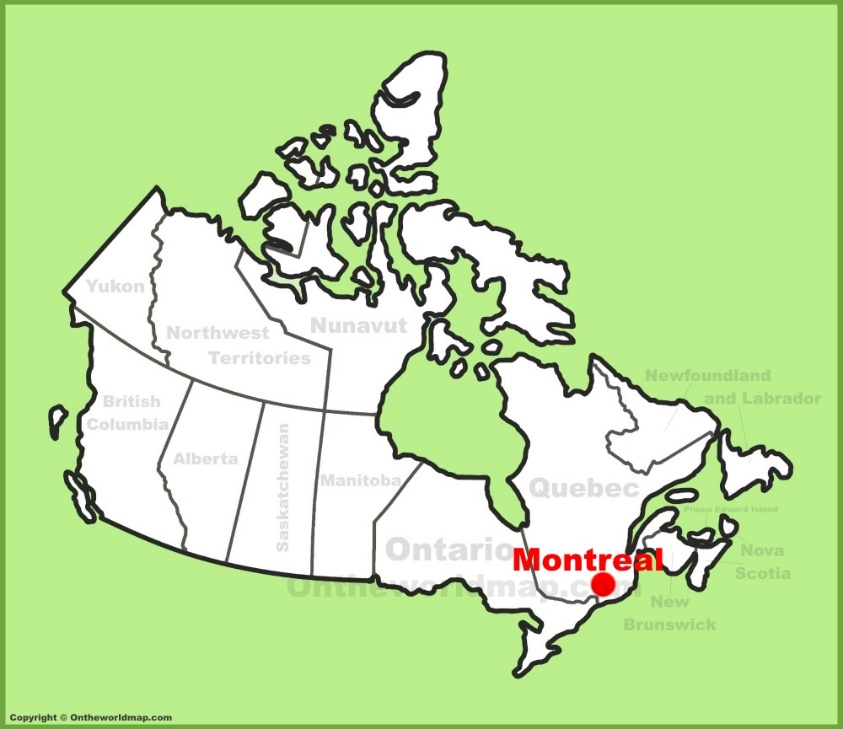 Yukon
Northwest
Territories
Nunavut
British
Columbia
Alberta
Saskatchewan
Manitoba
Ontario
Quebec
Newfoundland
and Labrador
Prince Edward Island
Nova
Scotia
New
Brunswick
Montreal
Ontheworldmap.com
Copyright © Ontheworldmap.com